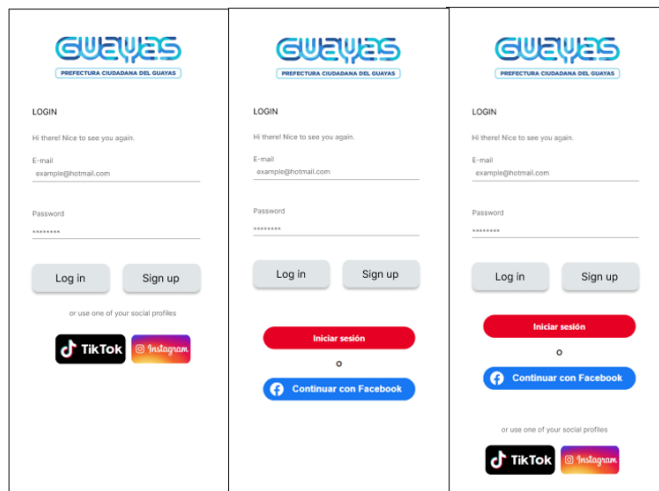 GUAYAS
PREFECTURA CIUDADANA DEL GUAYAS
LOGIN
Hi there! Nice to see you again.
E-mail
example@hotmail.com
Password
********
Log in
Sign up
or use one of your social profiles
TikTok
Instagram
GUAYAS
PREFECTURA CIUDADANA DEL GUAYAS
LOGIN
Hi there! Nice to see you again.
E-mail
example@hotmail.com
Password
********
Log in
Sign up
Iniciar sesión
o
Continuar con Facebook
GUAYAS
PREFECTURA CIUDADANA DEL GUAYAS
LOGIN
Hi there! Nice to see you again.
E-mail
example@hotmail.com
Password
********
Log in
Sign up
Iniciar sesión
o
Continuar con Facebook
or use one of your social profiles
TikTok
Instagram